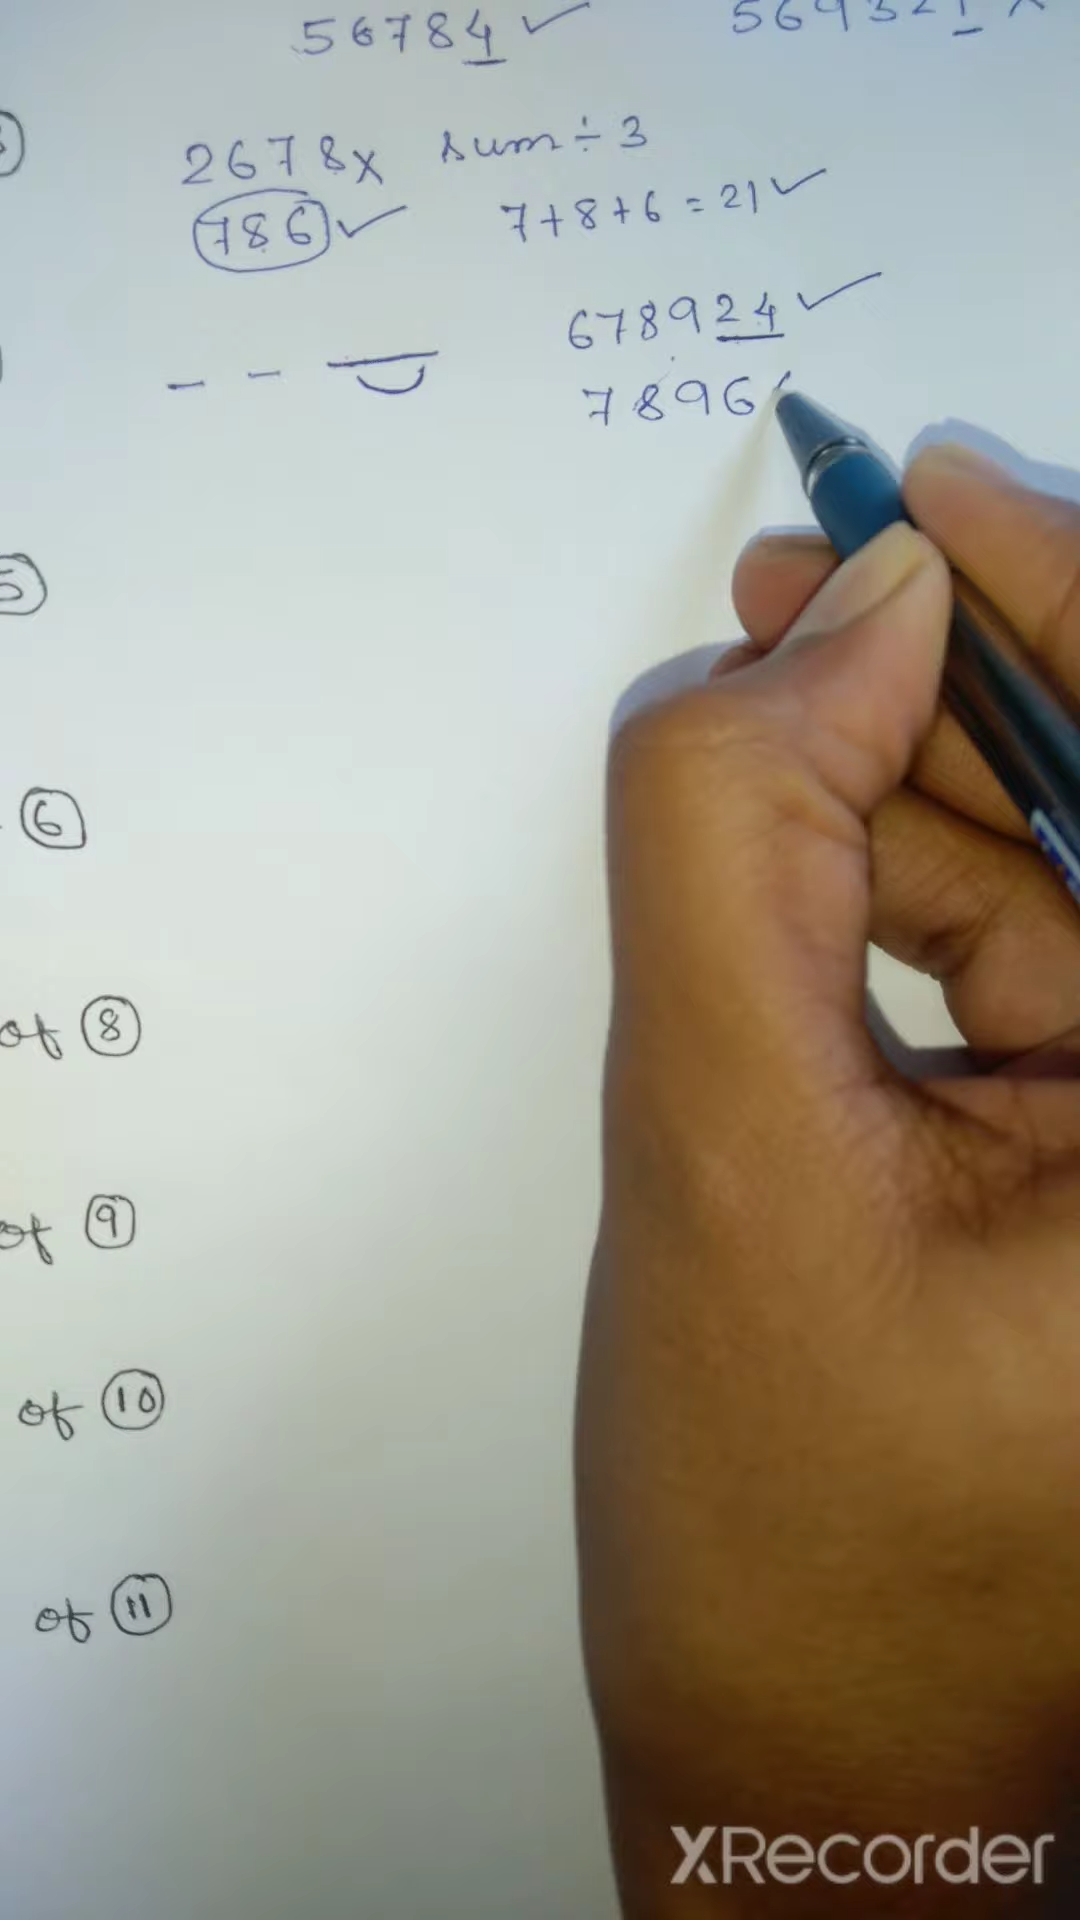 56784 ✓
2678x sum ÷ 3
786 ✓ 7+8+6 = 21 ✓
678924 ✓
7896
5
6
of 8
of 9
of 10
of 11
XRecorder